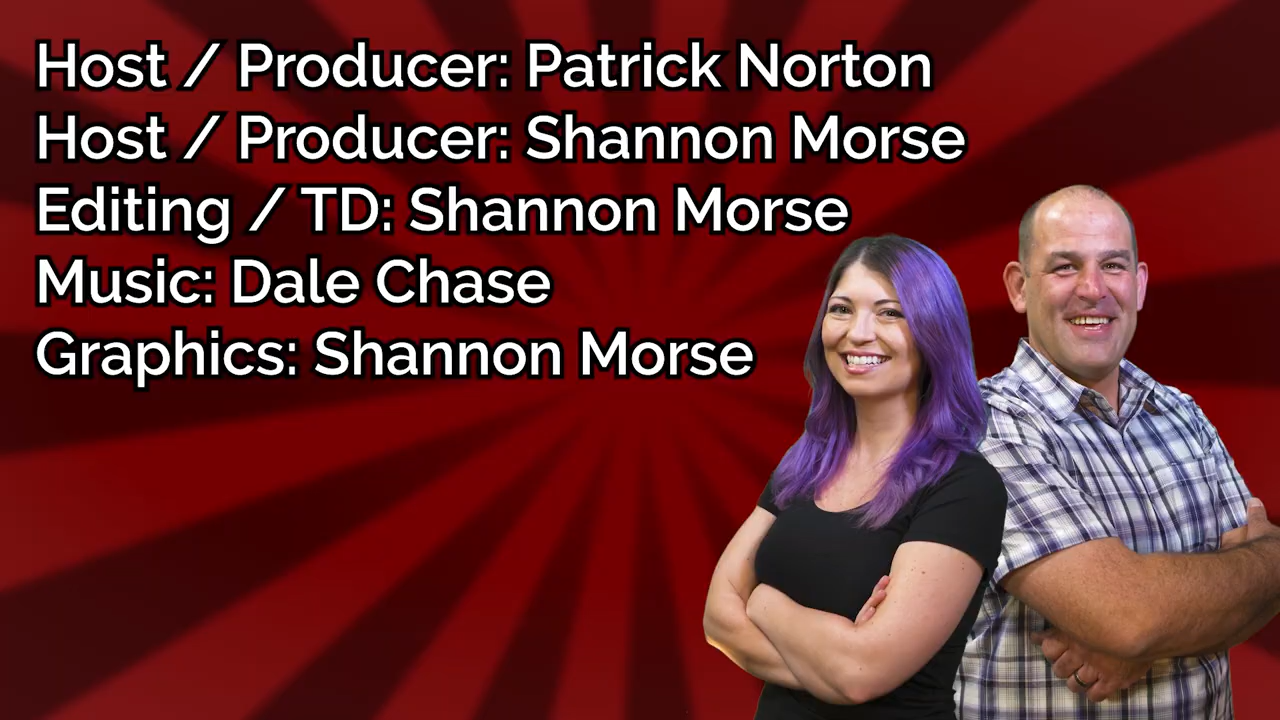 Host / Producer: Patrick Norton
Host / Producer: Shannon Morse
Editing / TD: Shannon Morse
Music: Dale Chase
Graphics: Shannon Morse